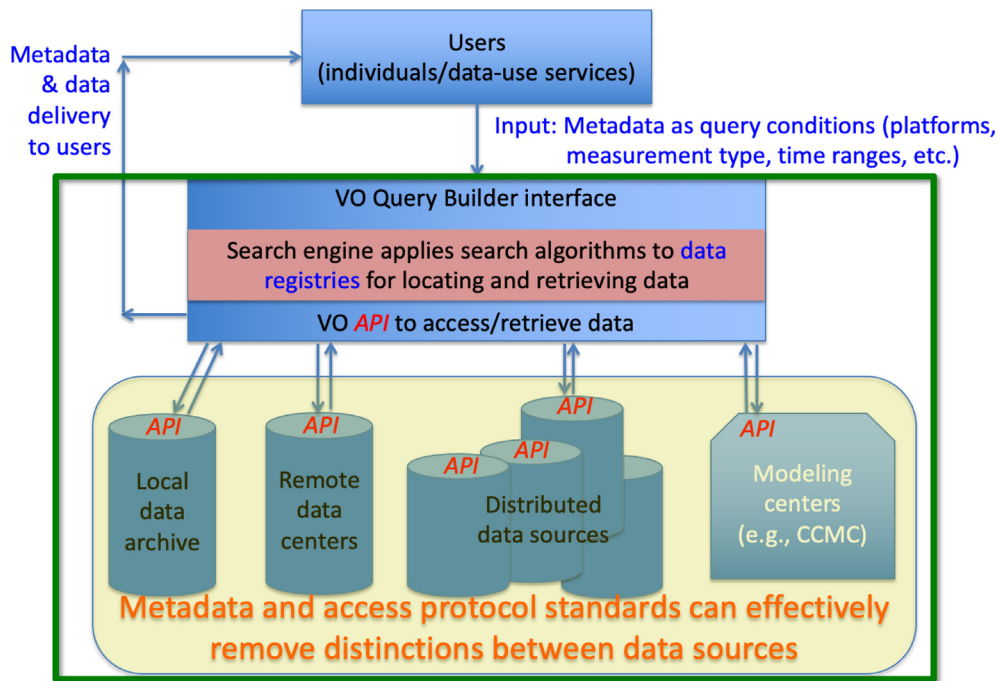 Users
(individuals/data-use services)
Metadata
& data
delivery
to users
Input: Metadata as query conditions (platforms,
measurement type, time ranges, etc.)
VO Query Builder interface
Search engine applies search algorithms to data
registries for locating and retrieving data
VO API to access/retrieve data
API
Local
data
archive
API
Remote
data
centers
API
API
API
Distributed
data sources
API
Modeling
centers
(e.g., CCMC)
Metadata and access protocol standards can effectively
remove distinctions between data sources